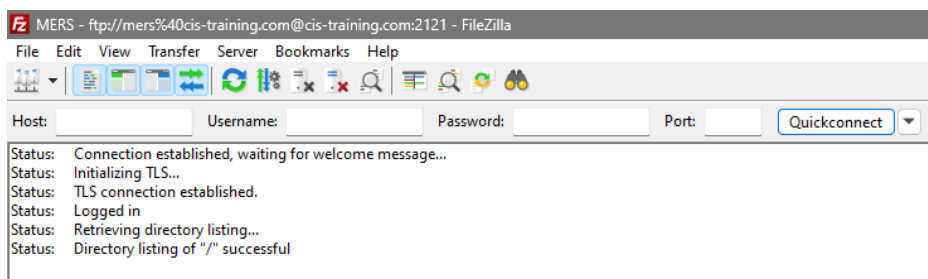 Fz MERS - ftp://mers%40cis-training.com@cis-training.com:2121 - FileZilla
File Edit View Transfer Server Bookmarks Help
Host: Username: Password: Port: Quickconnect
Status: Connection established, waiting for welcome message...
Status: Initializing TLS...
Status: TLS connection established.
Status: Logged in
Status: Retrieving directory listing...
Status: Directory listing of "/" successful